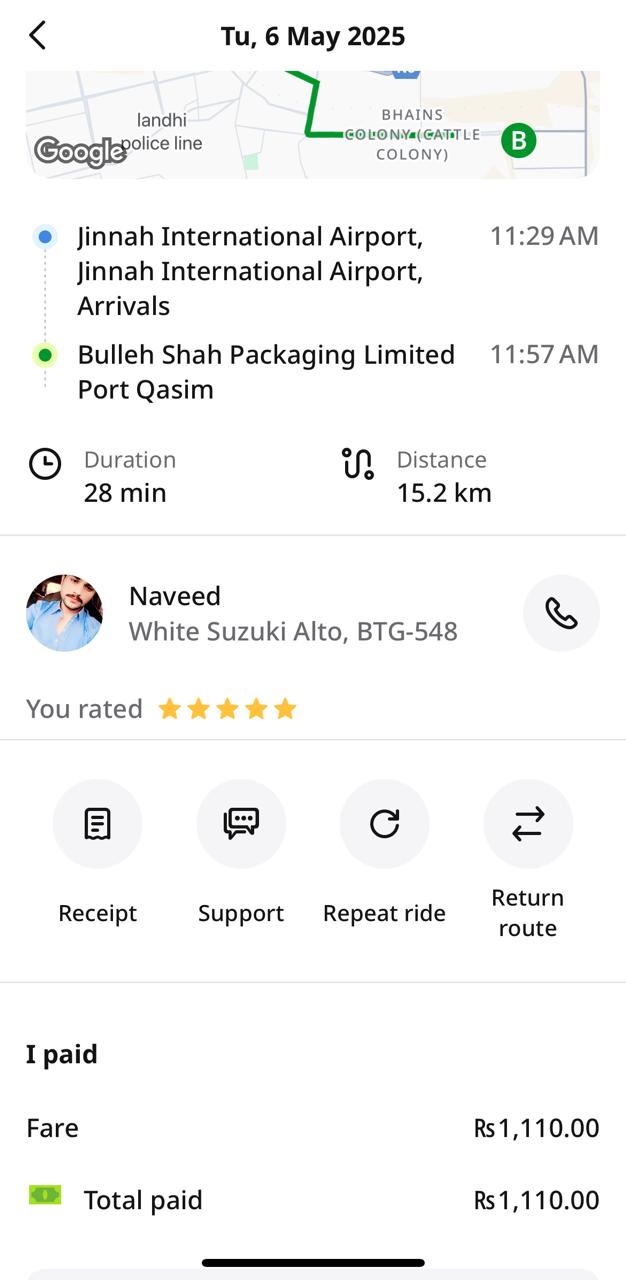 Tu, 6 May 2025
landhi
police line
Google
BHAINS
COLONY (CATTLE
COLONY)
B
Jinnah International Airport,
Jinnah International Airport,
Arrivals
11:29 AM
Bulleh Shah Packaging Limited
Port Qasim
11:57 AM
Duration
28 min
Distance
15.2 km
Naveed
White Suzuki Alto, BTG-548
You rated
Receipt
Support
Repeat ride
Return
route
I paid
Fare
₨1,110.00
Total paid
₨1,110.00